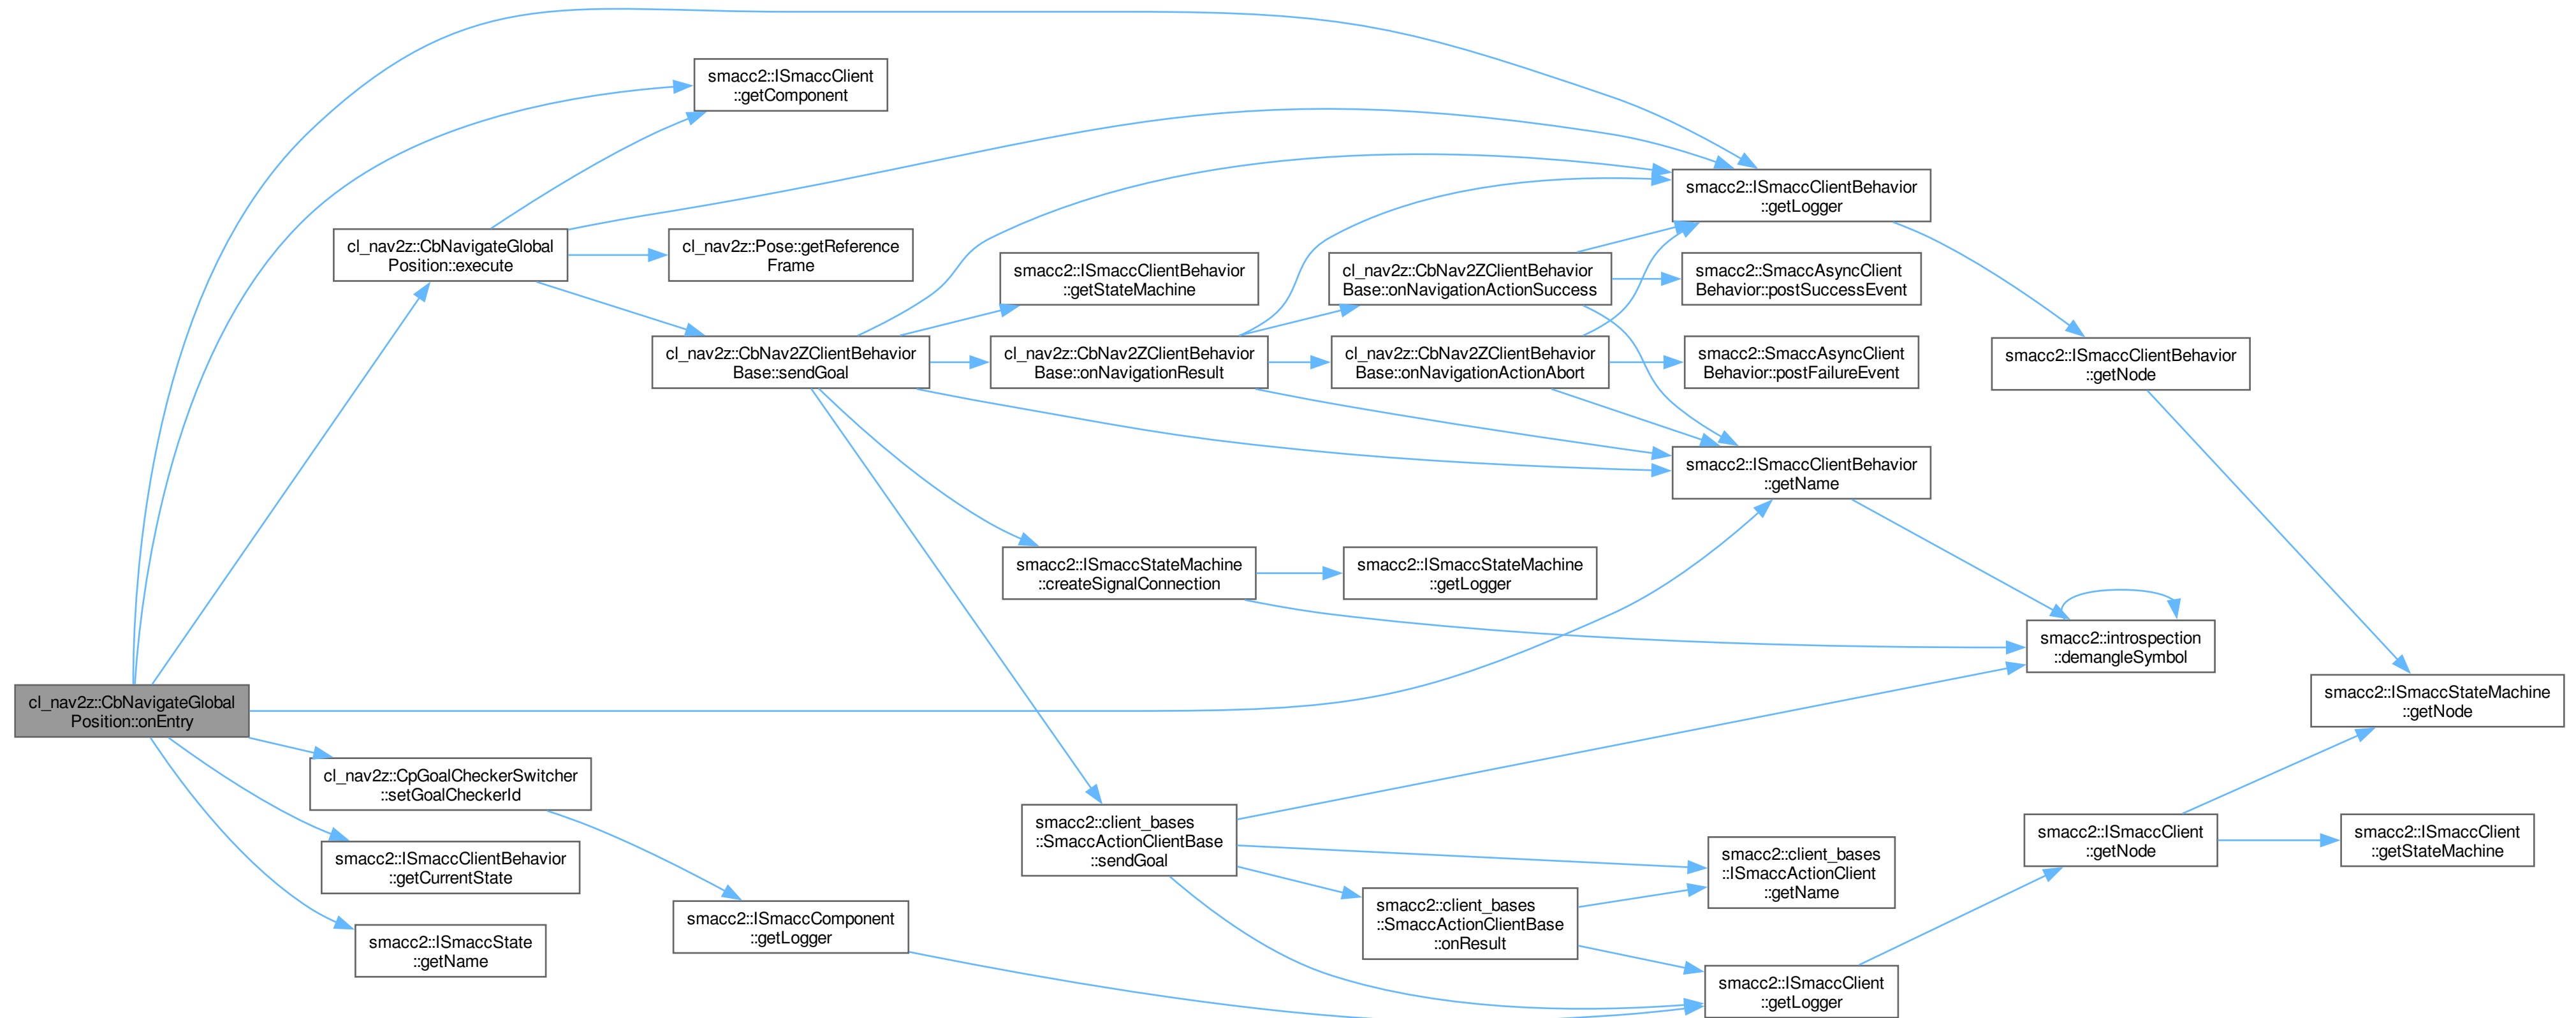 smacc2::ISmaccClient
::getComponent
smacc2::ISmaccClientBehavior
::getLogger
cl_nav2z::CbNavigateGlobal
Position::execute
cl_nav2z::Pose::getReference
Frame
smacc2::ISmaccClientBehavior
::getStateMachine
cl_nav2z::CbNav2ZClientBehavior
Base::onNavigationActionSuccess
smacc2::SmaccAsyncClient
Behavior::postSuccessEvent
cl_nav2z::CbNav2ZClientBehavior
Base::sendGoal
cl_nav2z::CbNav2ZClientBehavior
Base::onNavigationResult
cl_nav2z::CbNav2ZClientBehavior
Base::onNavigationActionAbort
smacc2::SmaccAsyncClient
Behavior::postFailureEvent
smacc2::ISmaccClientBehavior
::getNode
smacc2::ISmaccClientBehavior
::getName
smacc2::ISmaccStateMachine
::createSignalConnection
smacc2::ISmaccStateMachine
::getLogger
smacc2::introspection
::demangleSymbol
cl_nav2z::CbNavigateGlobal
Position::onEntry
smacc2::ISmaccStateMachine
::getNode
cl_nav2z::CpGoalCheckerSwitcher
::setGoalCheckerId
smacc2::client_bases
::SmaccActionClientBase
::sendGoal
smacc2::ISmaccClient
::getNode
smacc2::ISmaccClient
::getStateMachine
smacc2::ISmaccClientBehavior
::getCurrentState
smacc2::client_bases
::ISmaccActionClient
::getName
smacc2::ISmaccComponent
::getLogger
smacc2::client_bases
::SmaccActionClientBase
::onResult
smacc2::ISmaccState
::getName
smacc2::ISmaccClient
::getLogger